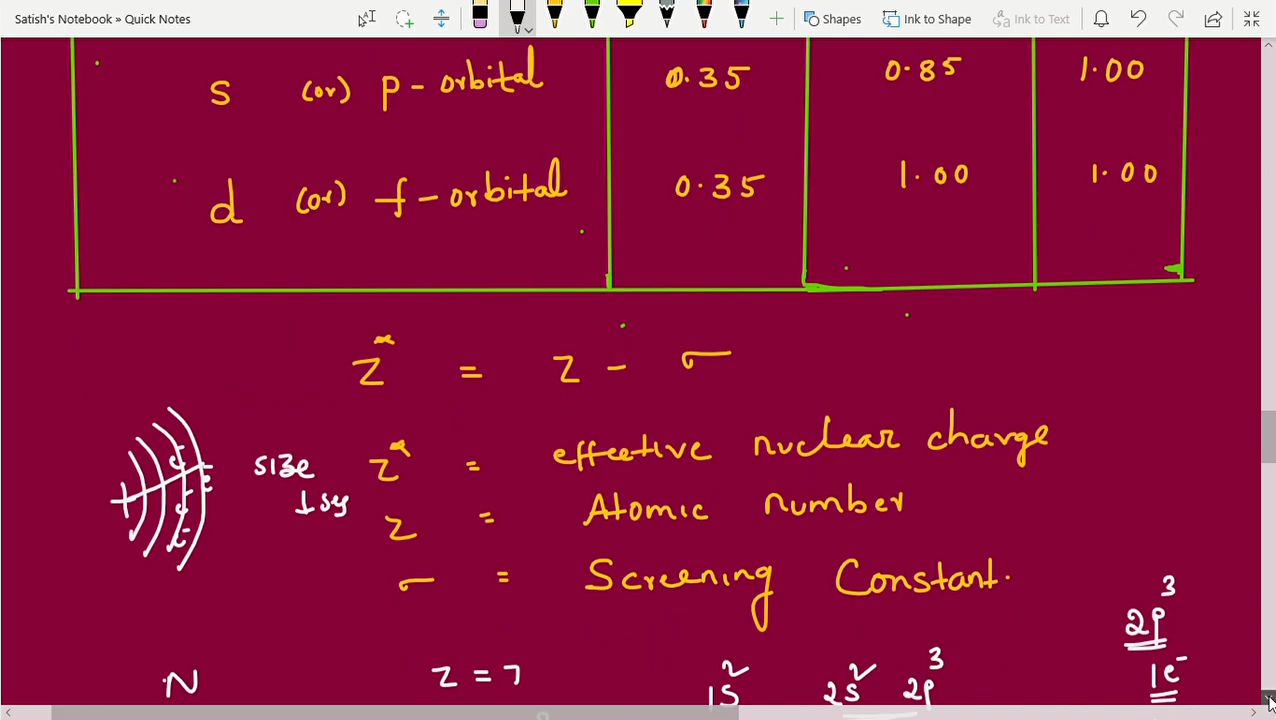 Satish's Notebook » Quick Notes
Shapes Ink to Shape Ink to Text
s (or) p - orbital 0.35 0.85 1.00
d (or) f - orbital 0.35 1.00 1.00
Z* = Z - σ
size Z* = effective nuclear charge
Z = Atomic number
σ = Screening Constant.
2p³
1e⁻
N Z = 7 1s² 2s² 2p³